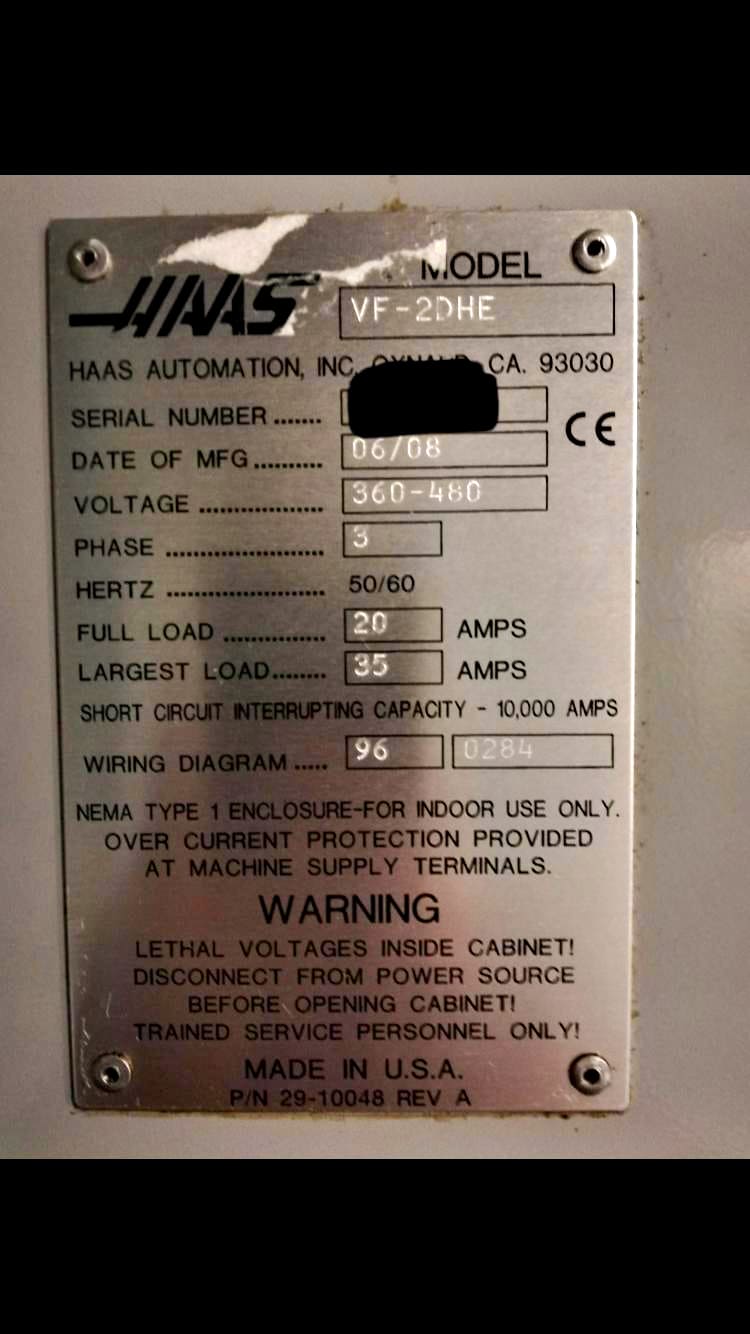 MODEL
HAAS VF-2DHE
HAAS AUTOMATION, INC. CA. 93030
SERIAL NUMBER .......
CE
DATE OF MFG .......... 06/08
VOLTAGE .................. 360-480
PHASE ....................... 3
HERTZ ....................... 50/60
FULL LOAD ............... 20 AMPS
LARGEST LOAD........ 35 AMPS
SHORT CIRCUIT INTERRUPTING CAPACITY - 10,000 AMPS
WIRING DIAGRAM ..... 96 0284
NEMA TYPE 1 ENCLOSURE-FOR INDOOR USE ONLY.
OVER CURRENT PROTECTION PROVIDED
AT MACHINE SUPPLY TERMINALS.
WARNING
LETHAL VOLTAGES INSIDE CABINET!
DISCONNECT FROM POWER SOURCE
BEFORE OPENING CABINET!
TRAINED SERVICE PERSONNEL ONLY!
MADE IN U.S.A.
P/N 29-10048 REV A